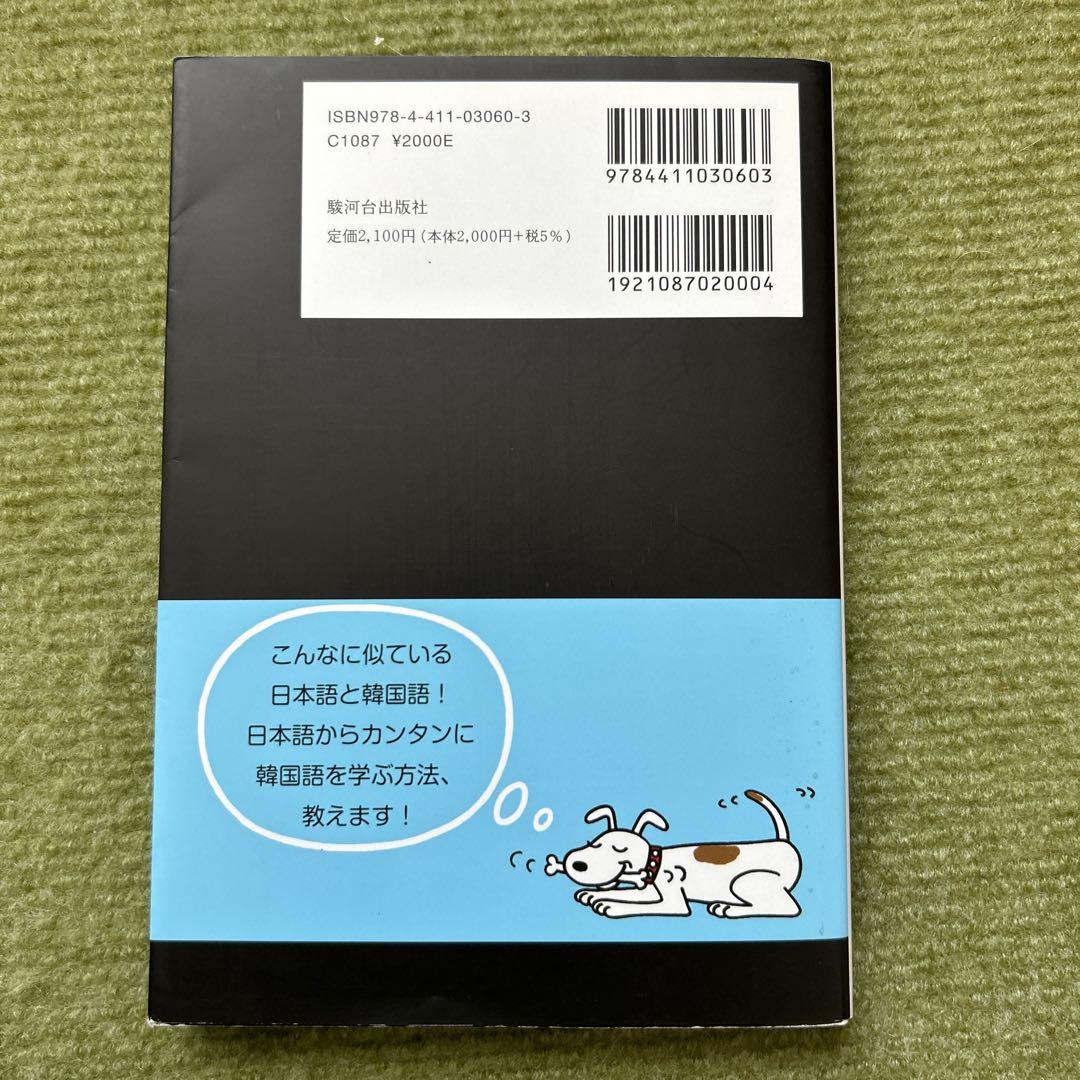 ISBN978-4-411-03060-3
C1087 ¥2000E
9784411030603
駿河台出版社
定価2,100円(本体2,000円+税5%)
1921087020004
こんなに似ている
日本語と韓国語！
日本語からカンタンに
韓国語を学ぶ方法、
教えます！